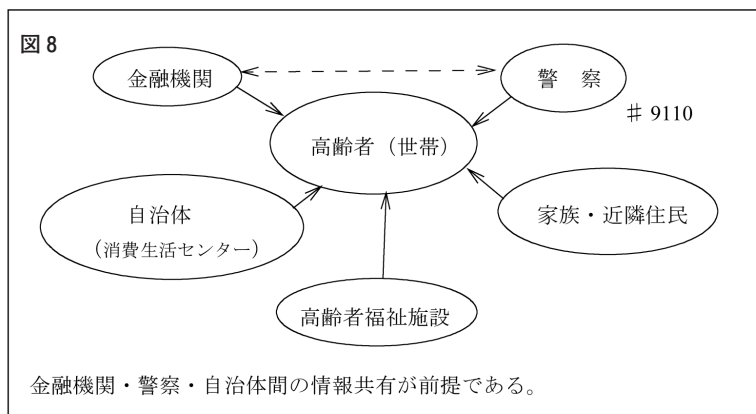 図8
金融機関
警 察
♯9110
高齢者（世帯）
自治体
（消費生活センター）
家族・近隣住民
高齢者福祉施設
金融機関・警察・自治体間の情報共有が前提である。